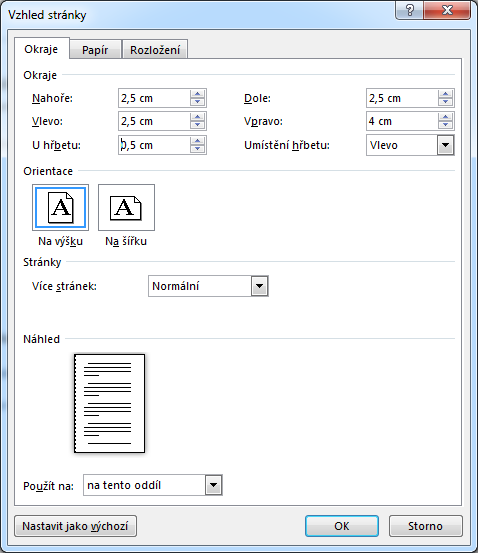 Vzhled stránky
Okraje Papír Rozložení
Okraje
Nahoře: 2,5 cm Dole: 2,5 cm
Vlevo: 2,5 cm Vpravo: 4 cm
U hřbetu: 0,5 cm Umístění hřbetu: Vlevo
Orientace
A A
Na výšku Na šířku
Stránky
Více stránek: Normální
Náhled
Použít na: na tento oddíl
Nastavit jako výchozí OK Storno